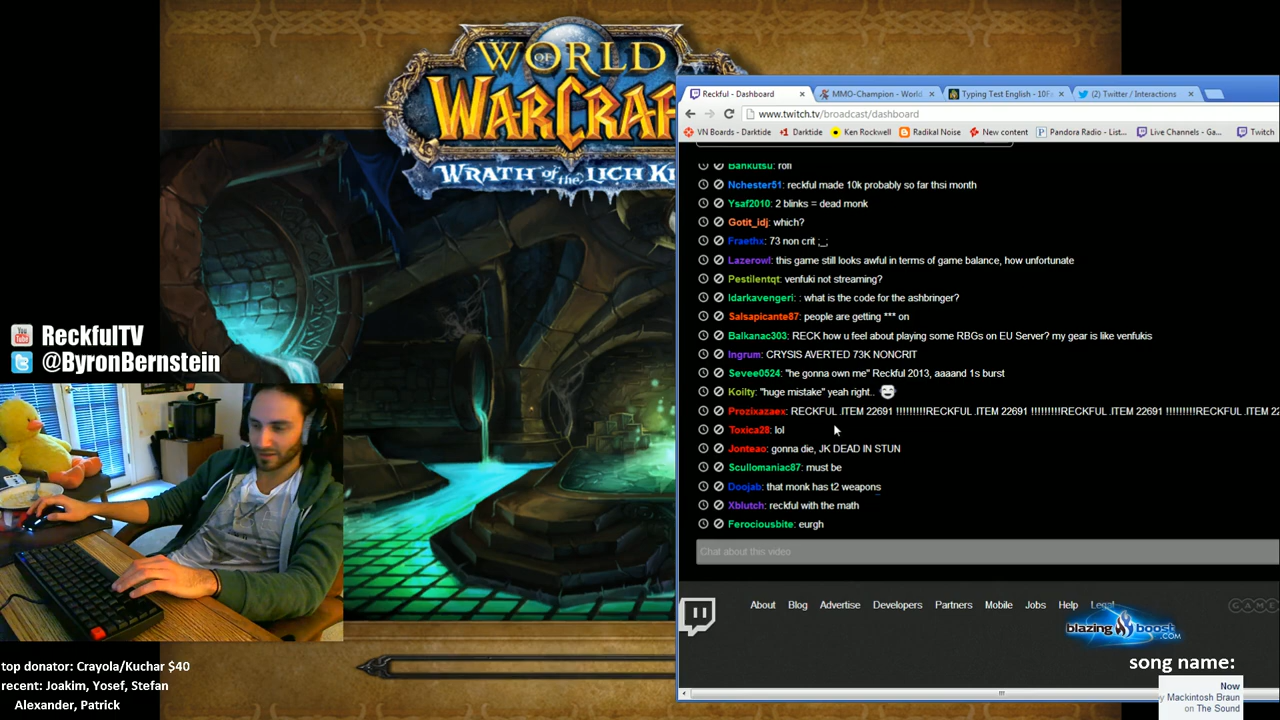 WORLD
OF
WARCRAF
WRATH OF THE LICH KI
Reckful - Dashboard
MMO-Champion - World
Typing Test English - 10Fa
(2) Twitter / Interactions
www.twitch.tv/broadcast/dashboard
VN Boards - Darktide
Darktide
Ken Rockwell
Radikal Noise
New content
Pandora Radio - List...
Live Channels - Ga...
Twitch
Bankutsu: rofl
Nchester51: reckful made 10k probably so far thsi month
Ysaf2010: 2 blinks = dead monk
Gotit_idj: which?
Fraethx: 73 non crit ;_;
Lazerowl: this game still looks awful in terms of game balance, how unfortunate
Pestilentqt: venfuki not streaming?
Idarkavengeri: : what is the code for the ashbringer?
Salsapicante87: people are getting *** on
Balkanac303: RECK how u feel about playing some RBGs on EU Server? my gear is like venfukis
Ingrum: CRYSIS AVERTED 73K NONCRIT
Sevee0524: "he gonna own me" Reckful 2013, aaaand 1s burst
Koilty: "huge mistake" yeah right..
Prozixazaex: RECKFUL .ITEM 22691 !!!!!!!!!RECKFUL .ITEM 22691 !!!!!!!!!RECKFUL .ITEM 22691 !!!!!!!!!RECKFUL .ITEM 22
Toxica28: lol
Jonteao: gonna die, JK DEAD IN STUN
Scullomaniac87: must be
Doojab: that monk has t2 weapons
Xblutch: reckful with the math
Ferociousbite: eurgh
Chat about this video
About Blog Advertise Developers Partners Mobile Jobs Help Legal
GAME
blazing boost
.COM
song name:
Now
y Mackintosh Braun
on The Sound
You Tube ReckfulTV
@ByronBernstein
top donator: Crayola/Kuchar $40
recent: Joakim, Yosef, Stefan
Alexander, Patrick